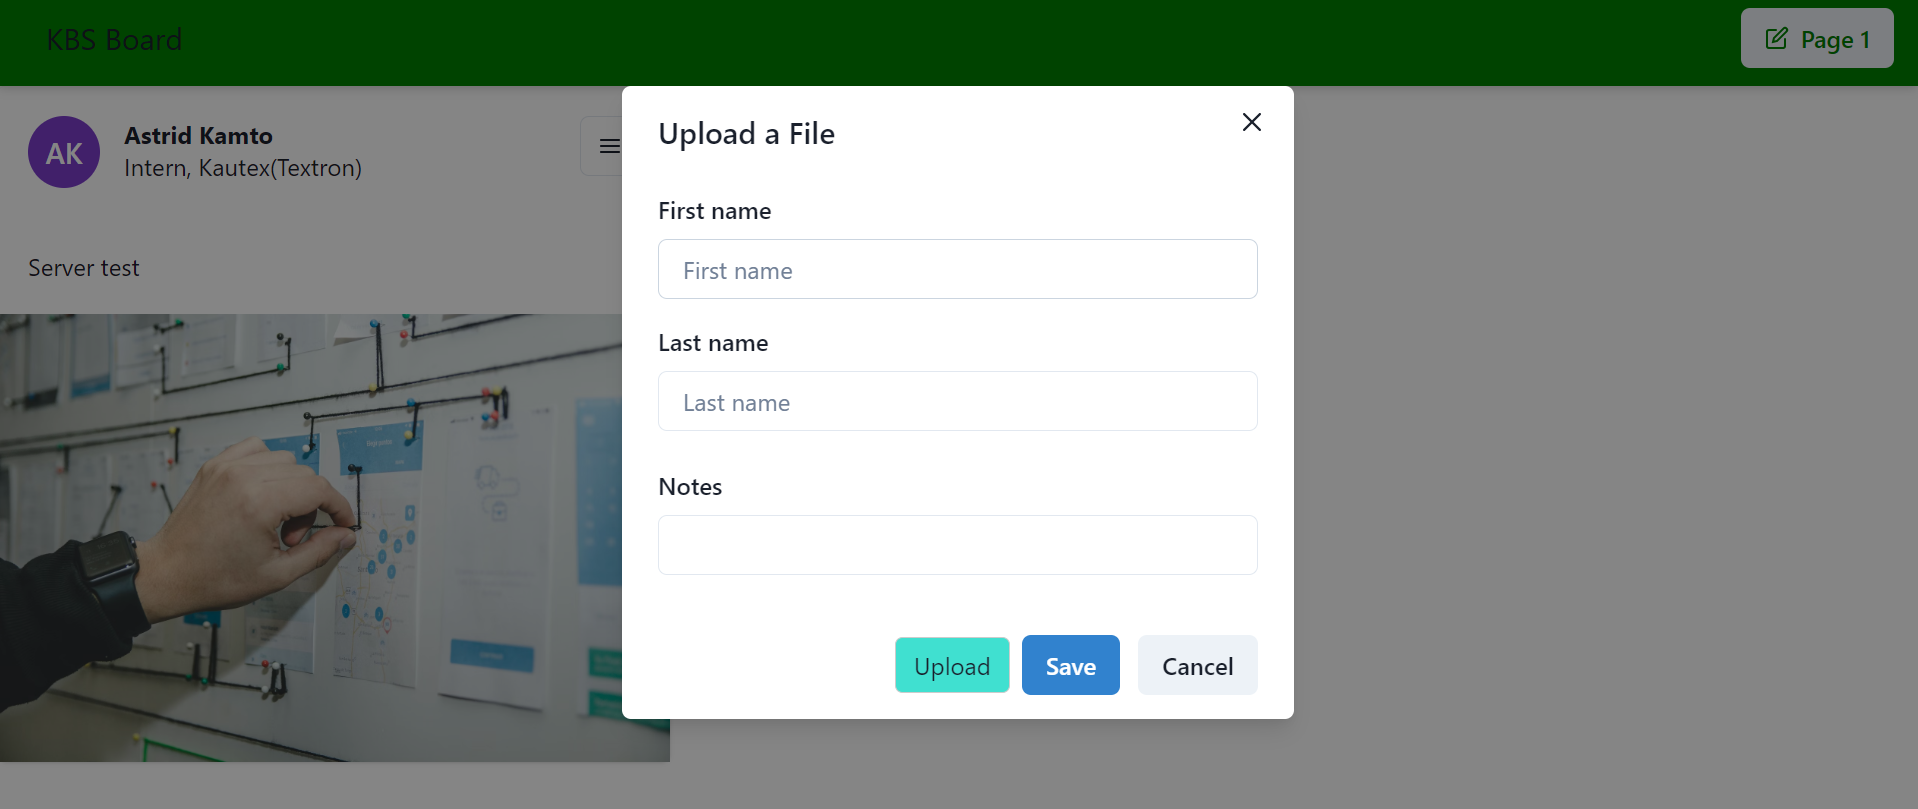 KBS Board
Page 1
AK
Astrid Kamto
Intern, Kautex(Textron)
Server test
Upload a File
First name
First name
Last name
Last name
Notes
Upload
Save
Cancel